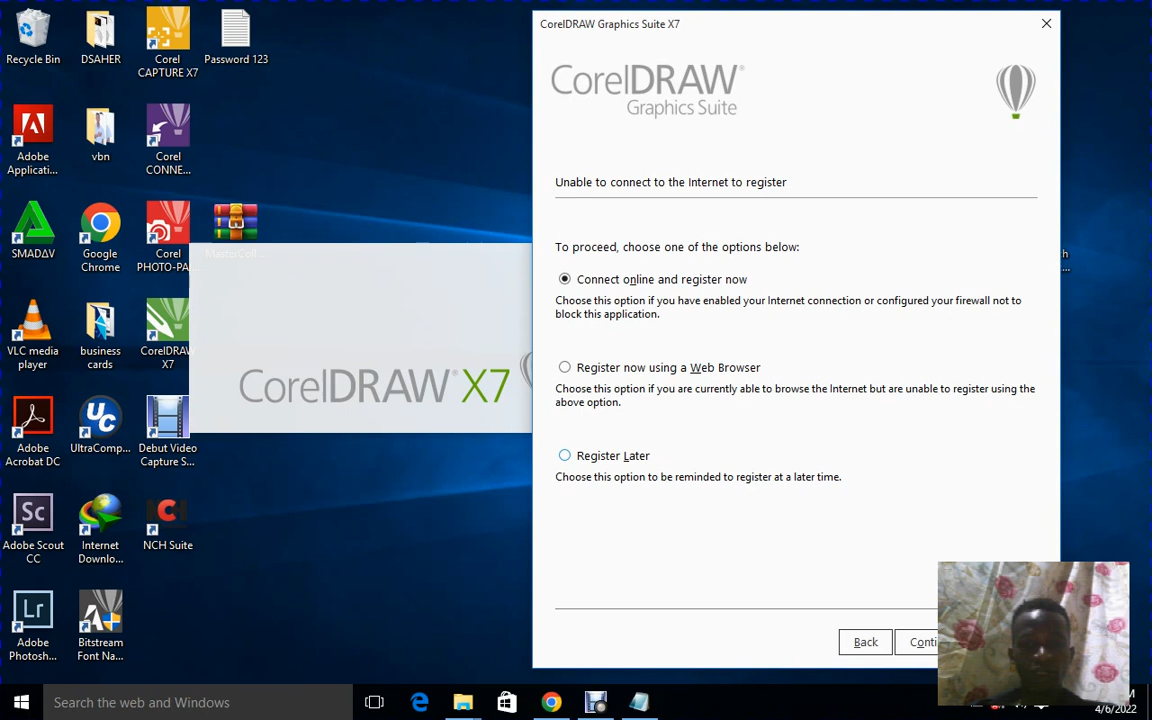 Recycle Bin
DSAHER
Corel
CAPTURE X7
Password 123
Adobe
Applicati...
vbn
Corel
CONNE...
SMADΔV
Google
Chrome
Corel
PHOTO-PA...
VLC media
player
business
cards
CorelDRAW
X7
Adobe
Acrobat DC
UltraComp...
Debut Video
Capture S...
Sc
Adobe Scout
CC
Internet
Downlo...
C
NCH Suite
Lr
Adobe
Photosh...
Bitstream
Font Na...
CorelDRAW X7
CorelDRAW Graphics Suite X7
CorelDRAW®
Graphics Suite
Unable to connect to the Internet to register
To proceed, choose one of the options below:
Connect online and register now
Choose this option if you have enabled your Internet connection or configured your firewall not to
block this application.
Register now using a Web Browser
Choose this option if you are currently able to browse the Internet but are unable to register using the
above option.
Register Later
Choose this option to be reminded to register at a later time.
Back
Conti
Search the web and Windows
4/6/2022